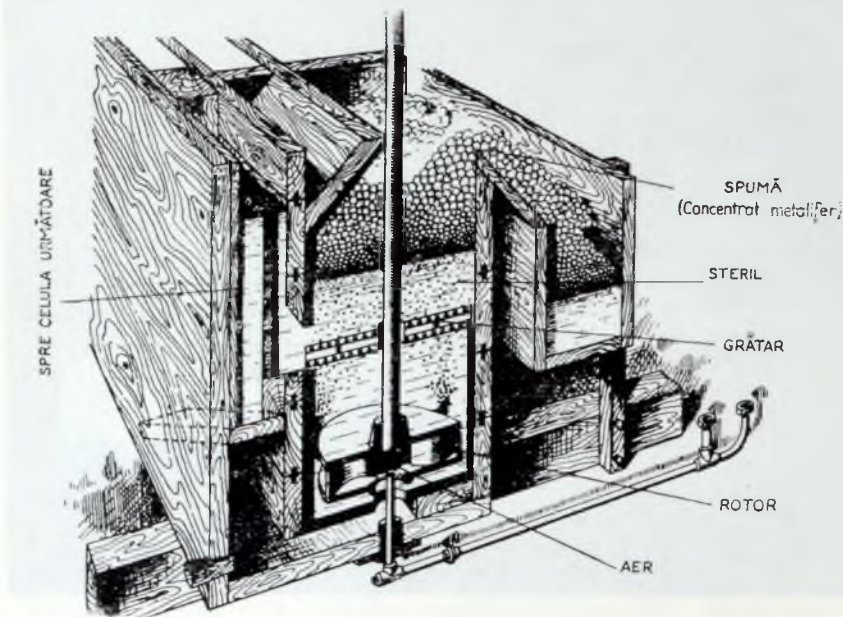 SPRE CELULA URMĂTOARE
SPUMĂ
(Concentrat metalifer)
STERIL
GRĂTAR
ROTOR
AER